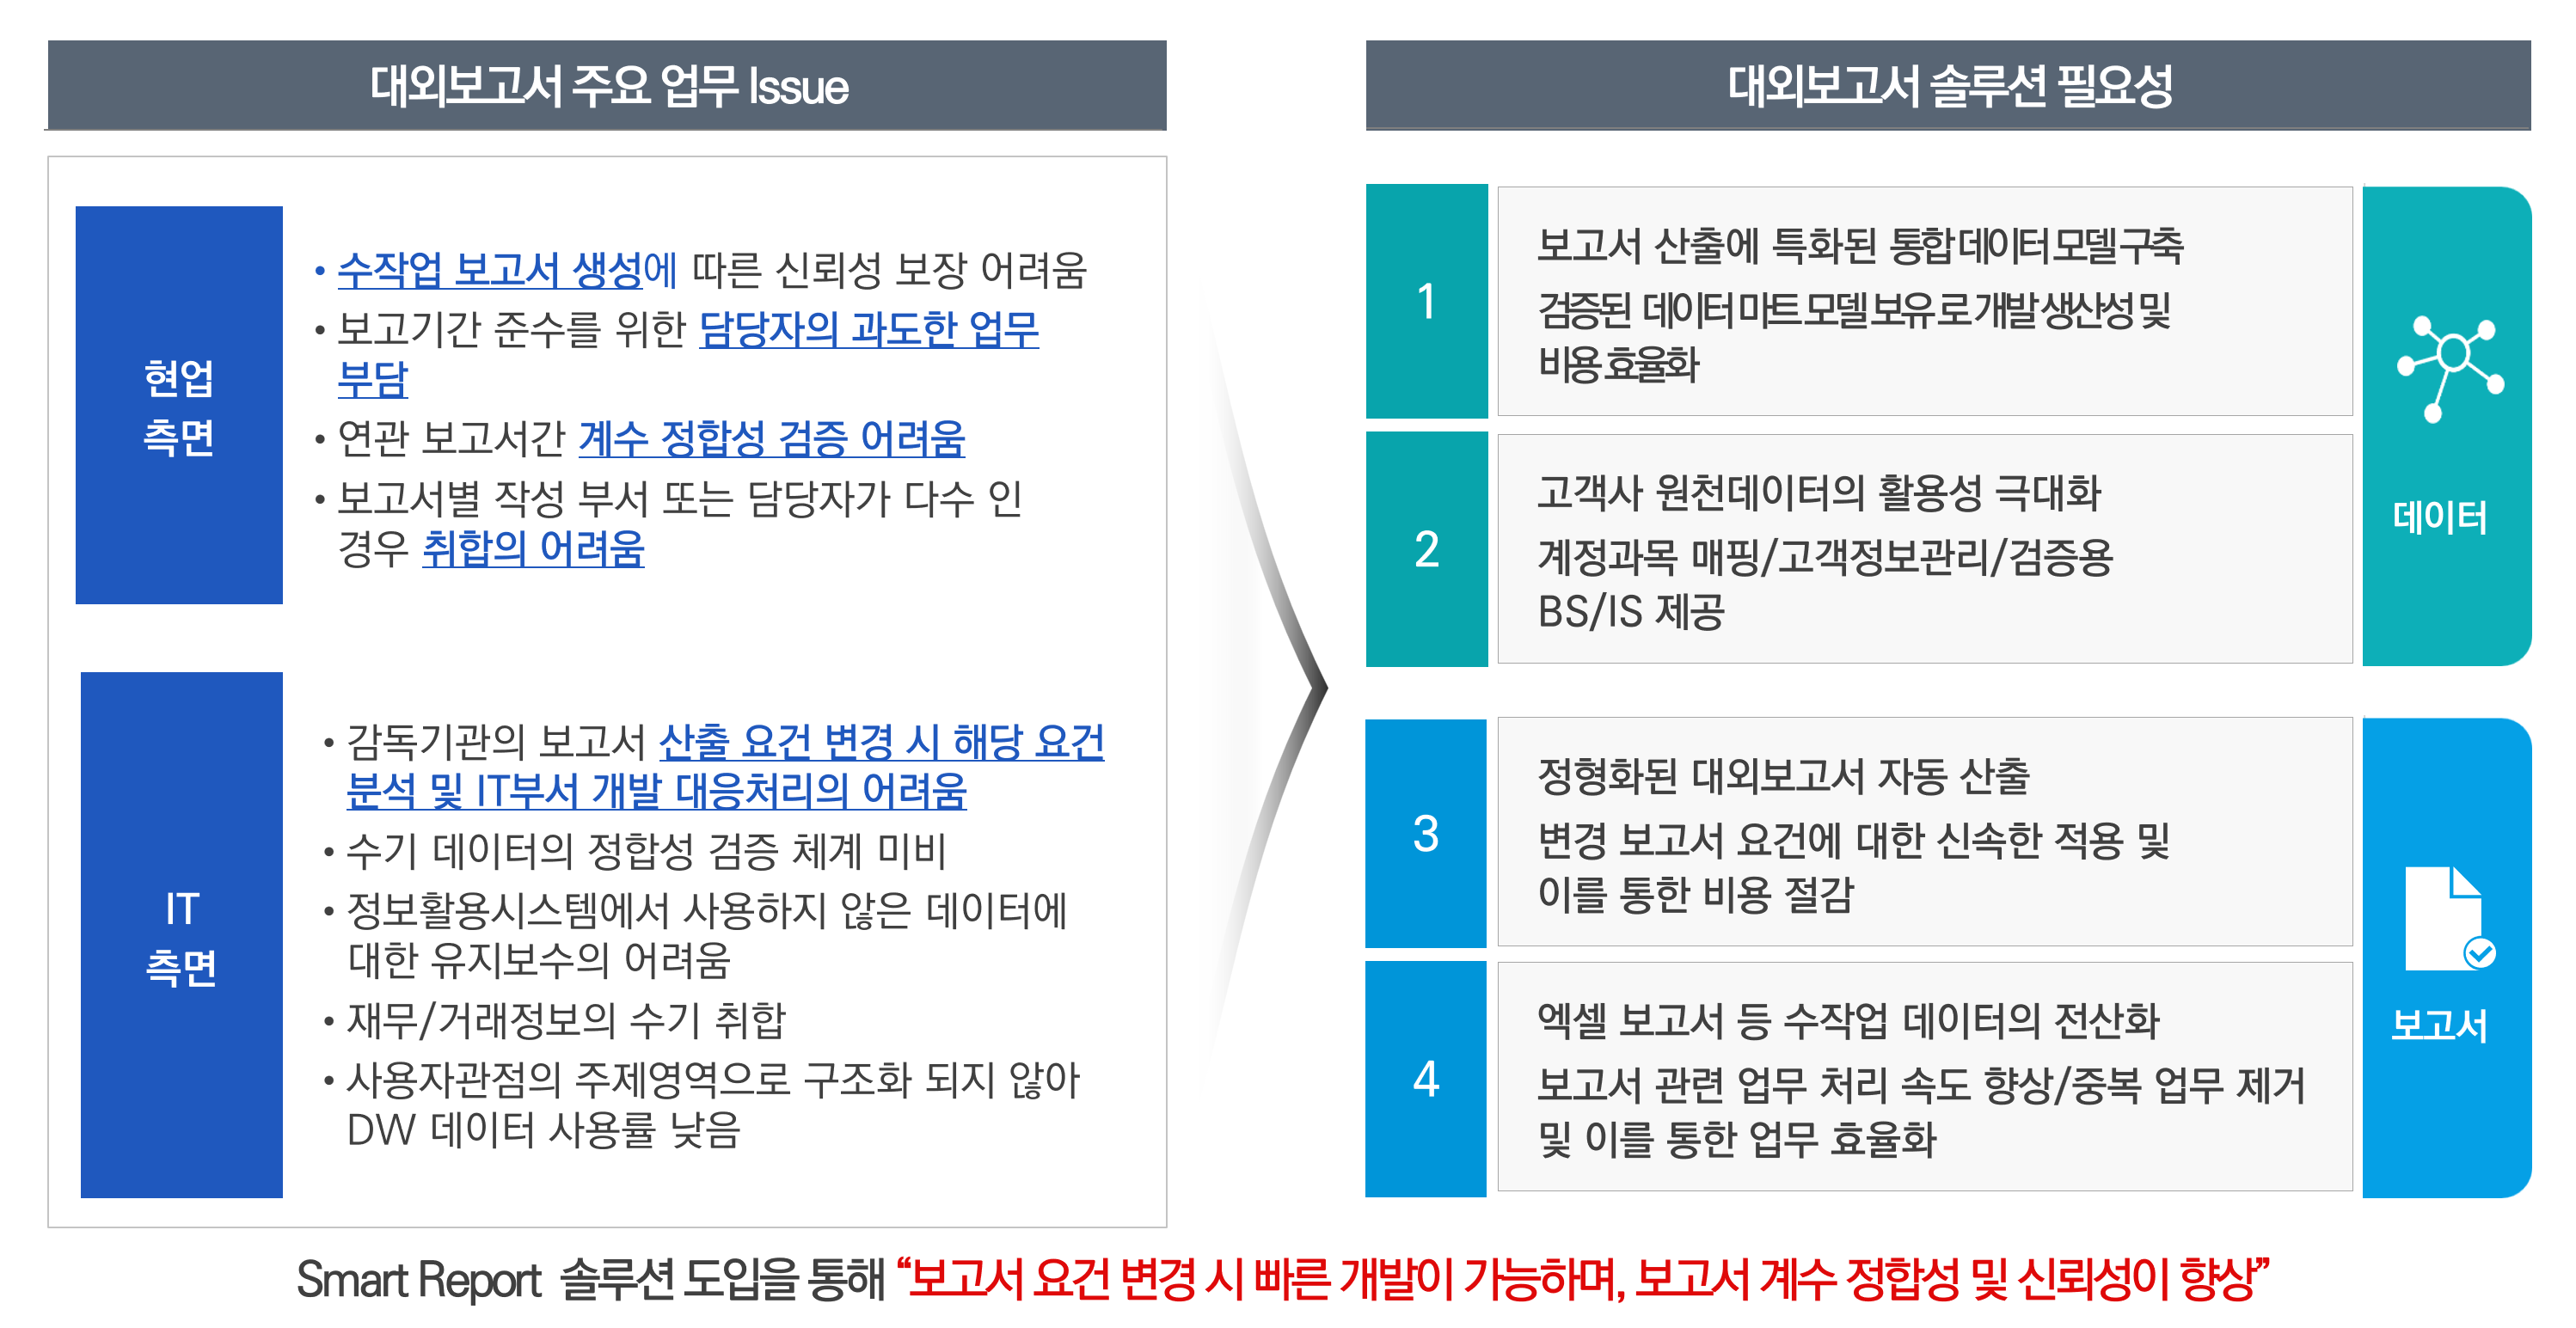 대외보고서 주요 업무 Issue
현업
측면
• 수작업 보고서 생성에 따른 신뢰성 보장 어려움
• 보고기간 준수를 위한 담당자의 과도한 업무
부담
• 연관 보고서간 계수 정합성 검증 어려움
• 보고서별 작성 부서 또는 담당자가 다수 인
경우 취합의 어려움
IT
측면
• 감독기관의 보고서 산출 요건 변경 시 해당 요건
분석 및 IT부서 개발 대응처리의 어려움
• 수기 데이터의 정합성 검증 체계 미비
• 정보활용시스템에서 사용하지 않은 데이터에
대한 유지보수의 어려움
• 재무/거래정보의 수기 취합
• 사용자관점의 주제영역으로 구조화 되지 않아
DW 데이터 사용률 낮음
대외보고서 솔루션 필요성
1
보고서 산출에 특화된 통합 데이터 모델 구축
검증된 데이터 마트 모델 보유 로 개발 생산성 및
비용 효율화
2
고객사 원천데이터의 활용성 극대화
계정과목 매핑/고객정보관리/검증용
BS/IS 제공
데이터
3
정형화된 대외보고서 자동 산출
변경 보고서 요건에 대한 신속한 적용 및
이를 통한 비용 절감
4
엑셀 보고서 등 수작업 데이터의 전산화
보고서 관련 업무 처리 속도 향상/중복 업무 제거
및 이를 통한 업무 효율화
보고서
Smart Report 솔루션 도입을 통해 “보고서 요건 변경 시 빠른 개발이 가능하며, 보고서 계수 정합성 및 신뢰성이 향상”